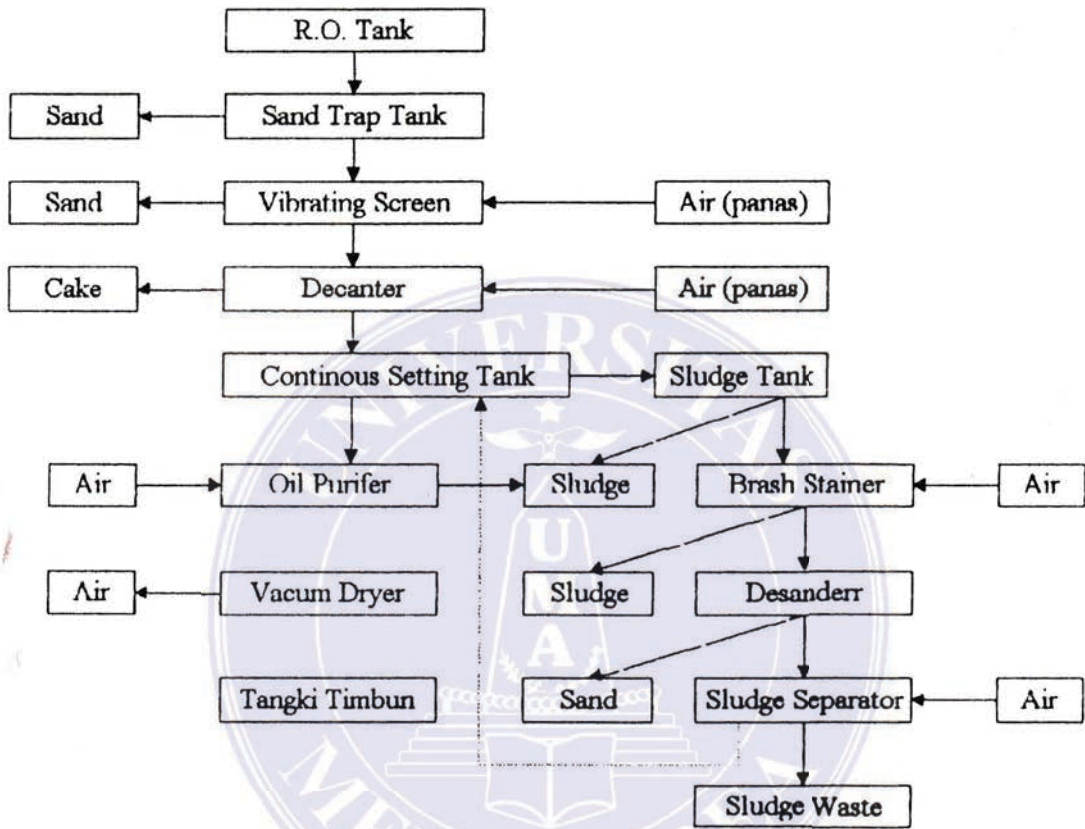 R.O. Tank
Sand
Sand Trap Tank
Sand
Vibrating Screen
Air (panas)
Cake
Decanter
Air (panas)
Continous Setting Tank
Sludge Tank
Air
Oil Purifer
Sludge
Brash Stainer
Air
Air
Vacum Dryer
Sludge
Desanderr
Tangki Timbun
Sand
Sludge Separator
Air
Sludge Waste
UNIVERSITAS
UMA